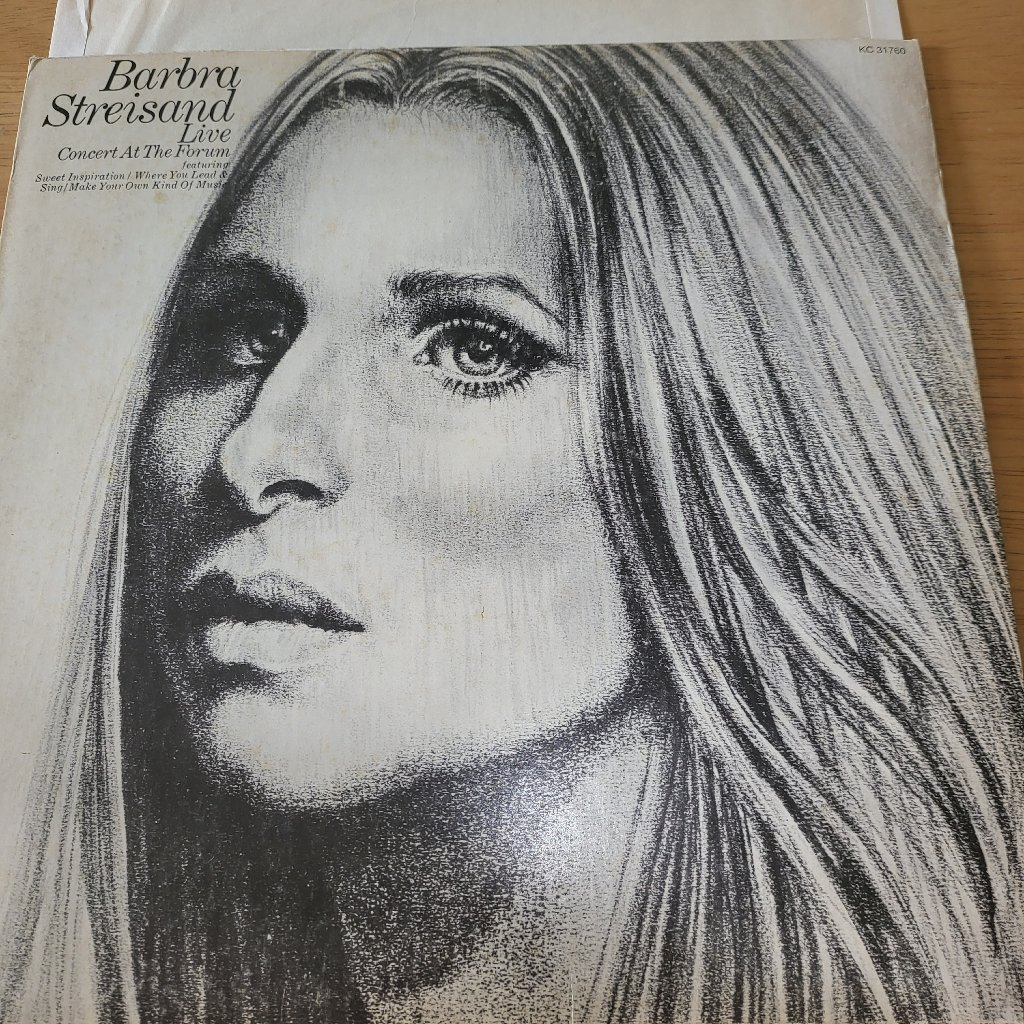 KC 31760
Barbra
Streisand
Live
Concert At The Forum
featuring
Sweet Inspiration / Where You Lead &
Sing/Make Your Own Kind Of Music